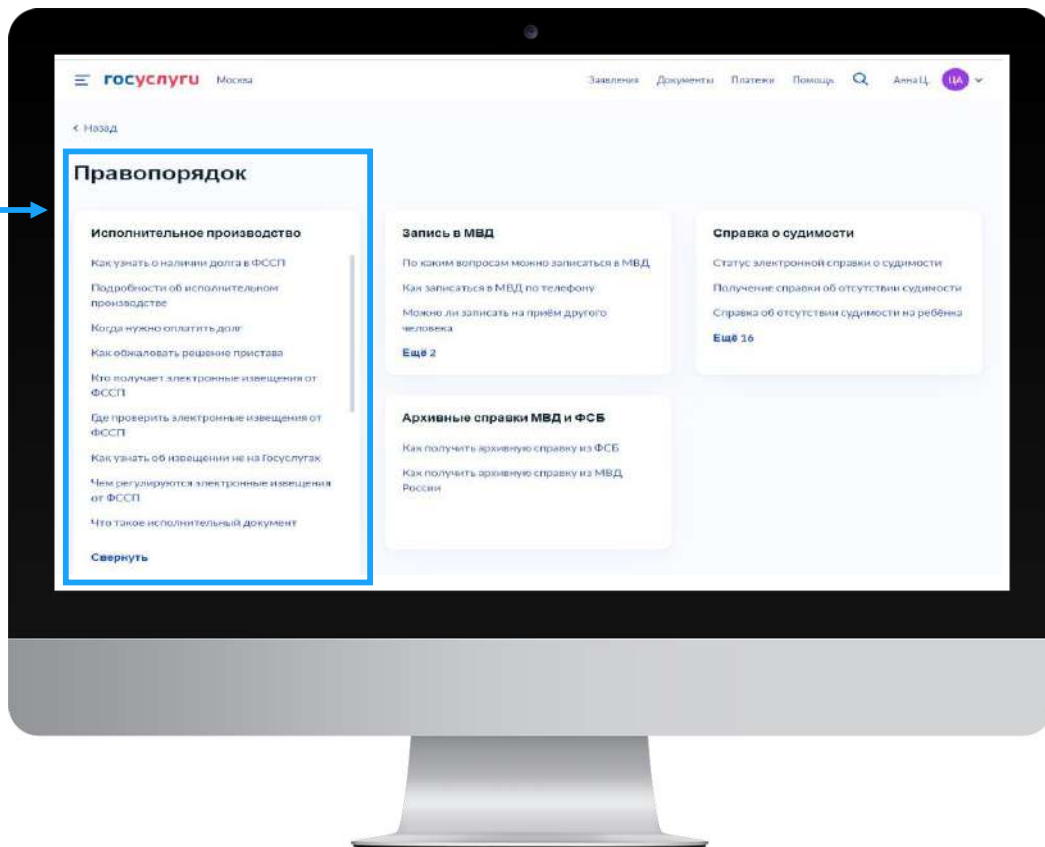 госуслуги Москва Заявления Документы Платежи Помощь Анна Ц. ЦА
Назад
Правопорядок
Исполнительное производство
Как узнать о наличии долга в ФССП
Подробности об исполнительном
производстве
Когда нужно оплатить долг
Как обжаловать решение пристава
Кто получает электронные извещения от
ФССП
Где проверить электронные извещения от
ФССП
Как узнать об извещении не на Госуслугах
Чем регулируются электронные извещения
от ФССП
Что такое исполнительный документ
Свернуть
Запись в МВД
По каким вопросам можно записаться в МВД
Как записаться в МВД по телефону
Можно ли записать на приём другого
человека
Ещё 2
Архивные справки МВД и ФСБ
Как получить архивную справку из ФСБ
Как получить архивную справку из МВД
России
Справка о судимости
Статус электронной справки о судимости
Получение справки об отсутствии судимости
Справка об отсутствии судимости на ребёнка
Ещё 16